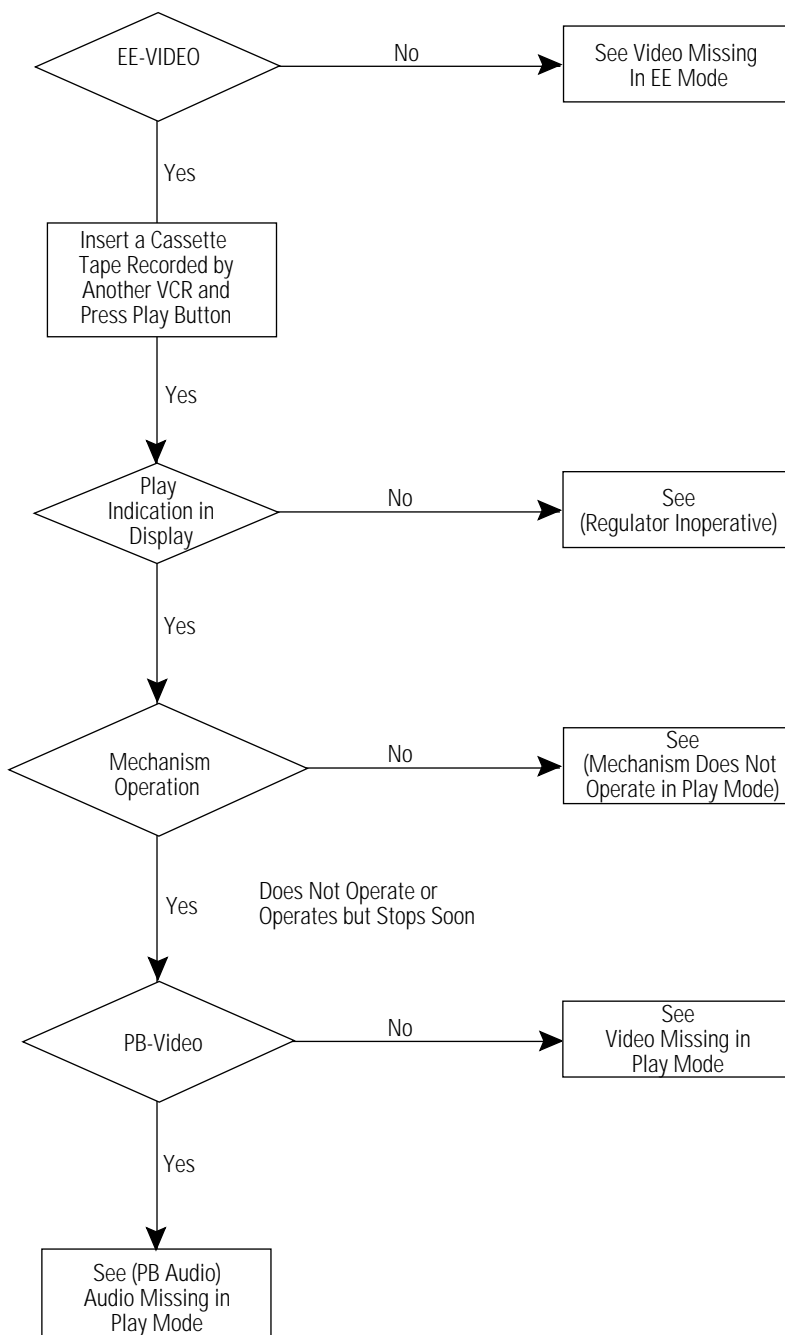 EE-VIDEO
No
See Video Missing
In EE Mode
Yes
Insert a Cassette
Tape Recorded by
Another VCR and
Press Play Button
Yes
Play
Indication in
Display
No
See
(Regulator Inoperative)
Yes
Mechanism
Operation
No
See
(Mechanism Does Not
Operate in Play Mode)
Yes
Does Not Operate or
Operates but Stops Soon
PB-Video
No
See
Video Missing in
Play Mode
Yes
See (PB Audio)
Audio Missing in
Play Mode